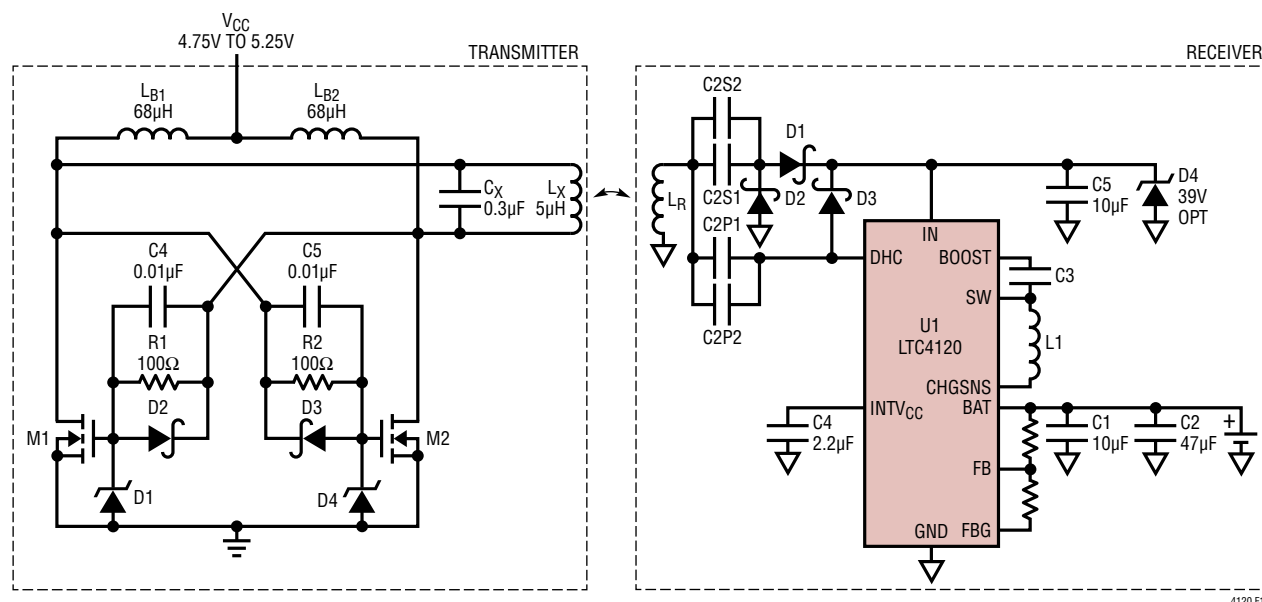 VCC
4.75V TO 5.25V
TRANSMITTER
LB1
68µH
LB2
68µH
CX
0.3µF
LX
5µH
C4
0.01µF
C5
0.01µF
R1
100Ω
R2
100Ω
D2
D3
M1
M2
D1
D4
RECEIVER
C2S2
D1
C2S1
LR
D2
D3
C2P1
C2P2
C5
10µF
D4
39V
OPT
IN
DHC
BOOST
C3
SW
U1
LTC4120
L1
CHGSNS
INTVCC
BAT
C4
2.2µF
C1
10µF
C2
47µF
+
FB
GND
FBG